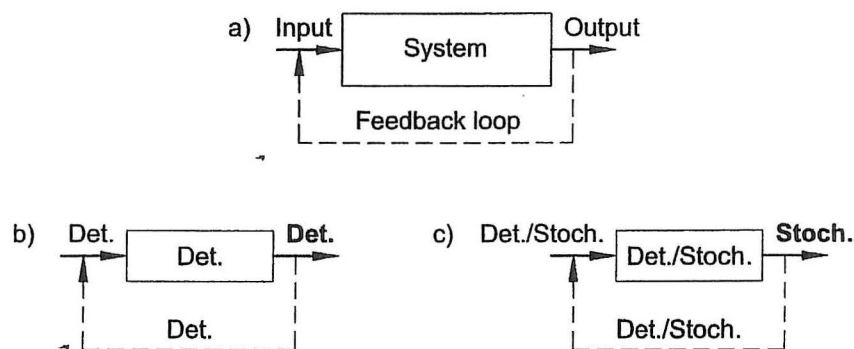 a) Input System Output
Feedback loop
b) Det. Det. Det.
Det.
c) Det./Stoch. Det./Stoch. Stoch.
Det./Stoch.